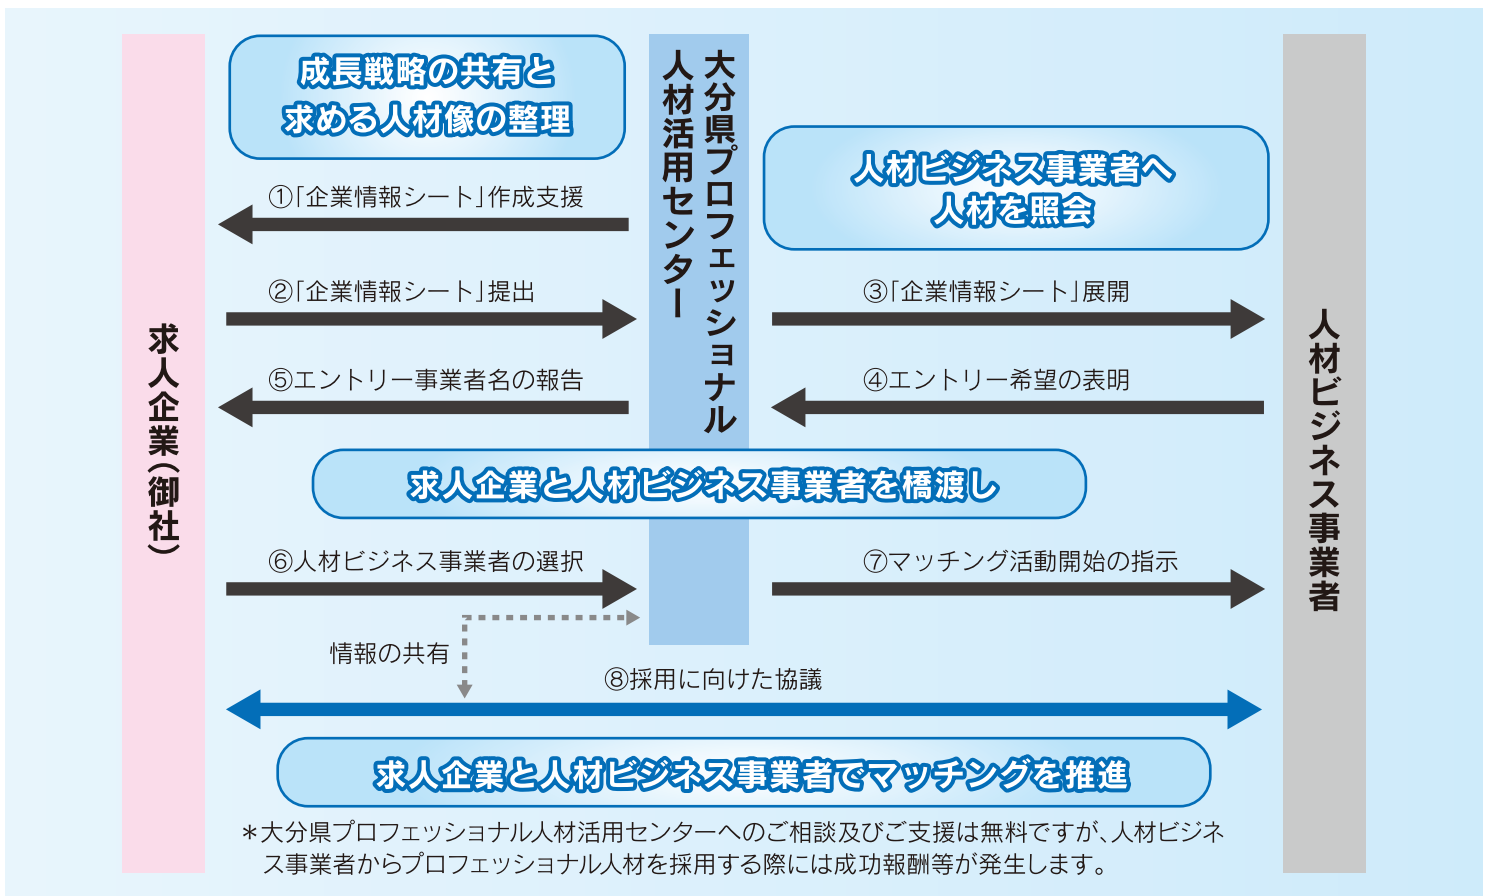 成長戦略の共有と
求める人材像の整理
大分県プロフェッショナル
人材活用センター
人材ビジネス事業者へ
人材を照会
①「企業情報シート」作成支援
②「企業情報シート」提出
③「企業情報シート」展開
求人企業（御社）
人材ビジネス事業者
⑤エントリー事業者名の報告
④エントリー希望の表明
求人企業と人材ビジネス事業者を橋渡し
⑥人材ビジネス事業者の選択
⑦マッチング活動開始の指示
情報の共有
⑧採用に向けた協議
求人企業と人材ビジネス事業者でマッチングを推進
＊大分県プロフェッショナル人材活用センターへのご相談及びご支援は無料ですが、人材ビジネ
ス事業者からプロフェッショナル人材を採用する際には成功報酬等が発生します。